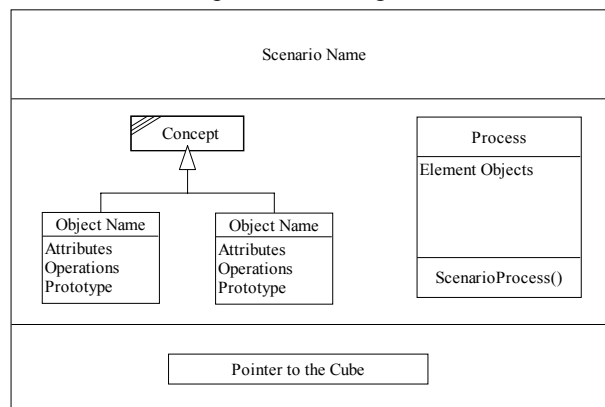 Scenario Name
Concept
Process
Element Objects
Object Name
Object Name
Attributes
Operations
Prototype
Attributes
Operations
Prototype
ScenarioProcess()
Pointer to the Cube